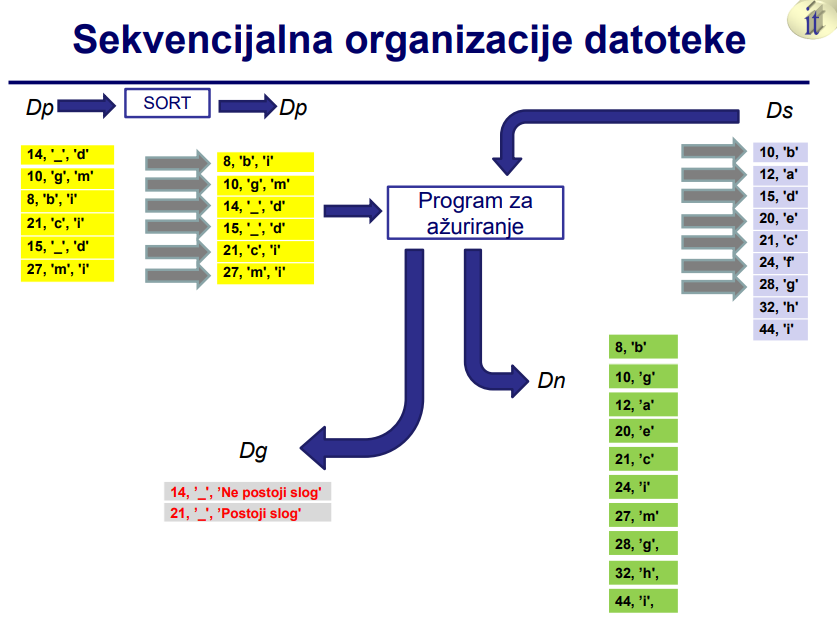 Sekvencijalna organizacije datoteke
it
Dp
SORT
Dp
Ds
14, '_', 'd'
10, 'g', 'm'
8, 'b', 'i'
21, 'c', 'i'
15, '_', 'd'
27, 'm', 'i'
8, 'b', 'i'
10, 'g', 'm'
14, '_', 'd'
15, '_', 'd'
21, 'c', 'i'
27, 'm', 'i'
Program za
ažuriranje
10, 'b'
12, 'a'
15, 'd'
20, 'e'
21, 'c'
24, 'f'
28, 'g'
32, 'h'
44, 'i'
Dn
8, 'b'
10, ’g'
12, ’a'
20, ’e'
21, ’c'
24, ’i'
27, ’m'
28, ’g',
32, ’h',
44, ’i',
Dg
14, ’_', ’Ne postoji slog'
21, ’_', ’Postoji slog'